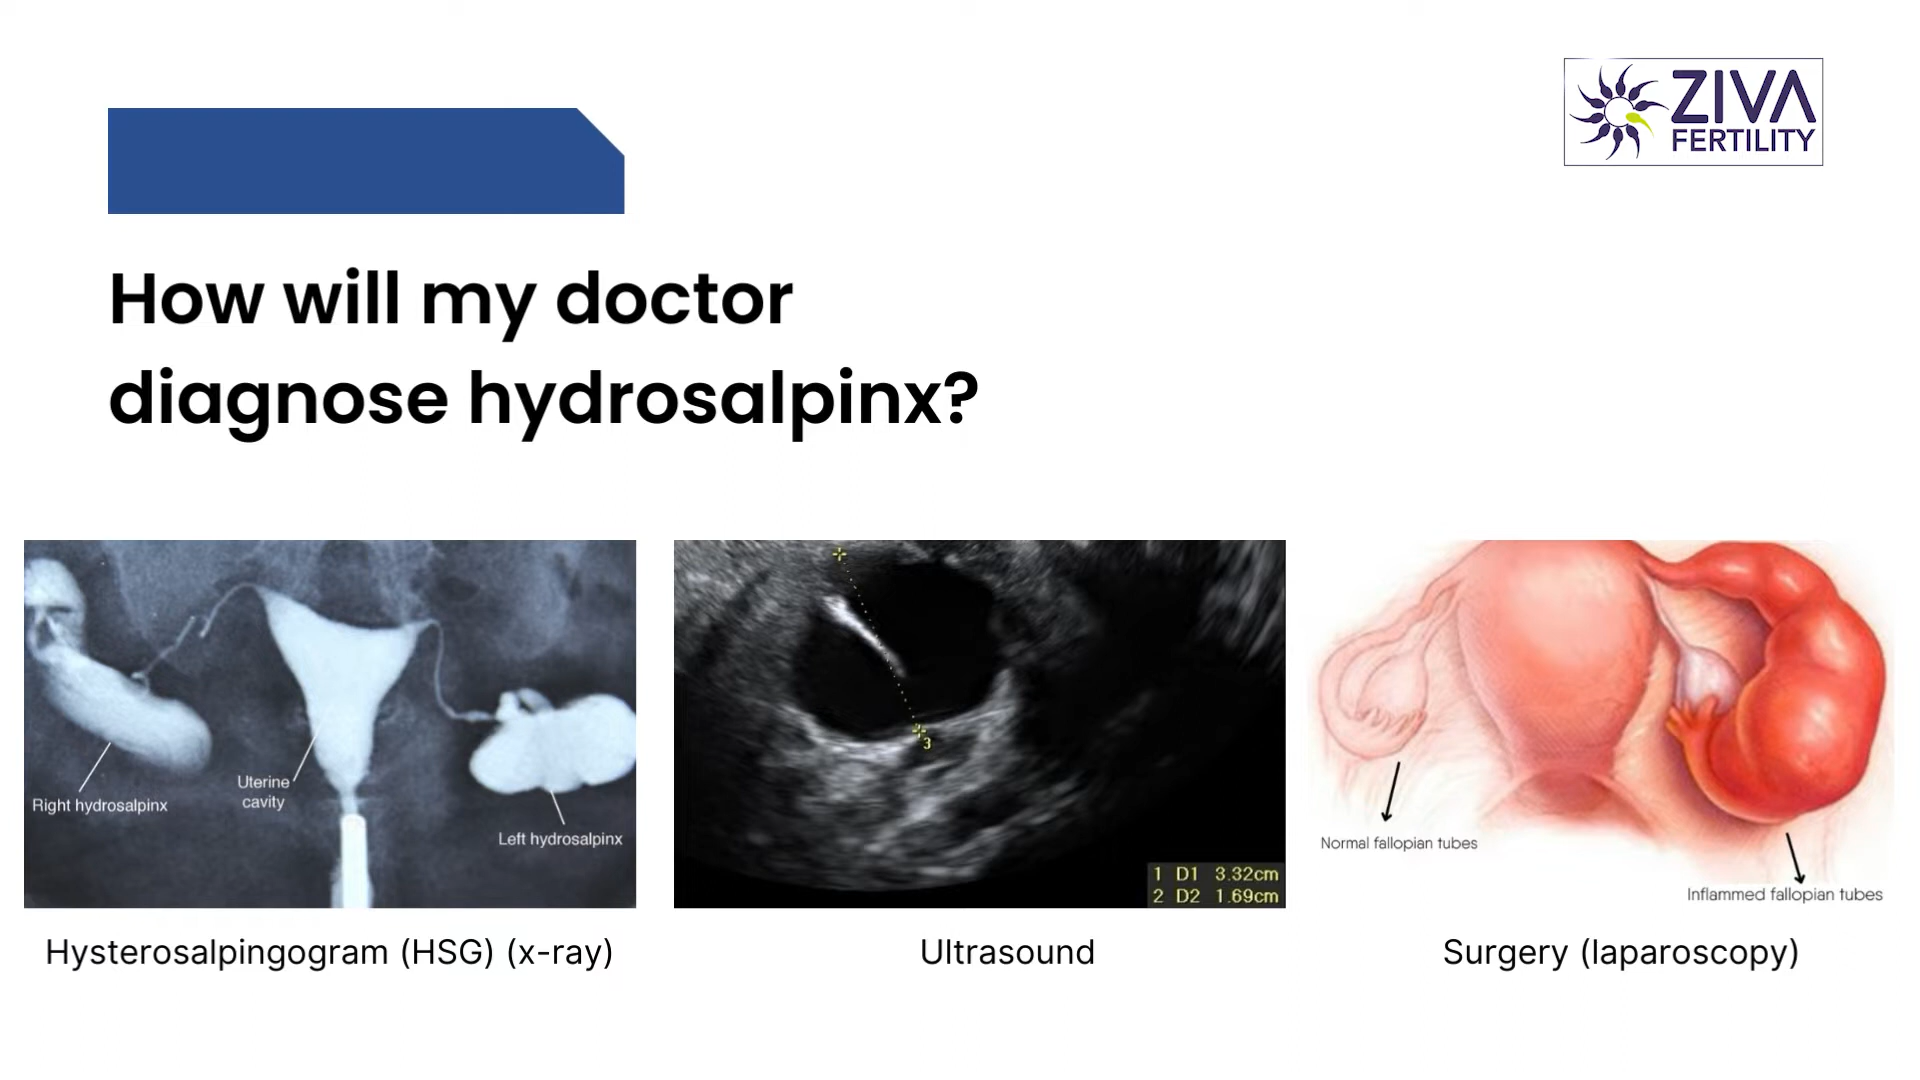 ZIVA
FERTILITY
How will my doctor
diagnose hydrosalpinx?
Right hydrosalpinx
Uterine
cavity
Left hydrosalpinx
3
1 D1 3.32cm
2 D2 1.69cm
Normal fallopian tubes
Inflammed fallopian tubes
Hysterosalpingogram (HSG) (x-ray)
Ultrasound
Surgery (laparoscopy)